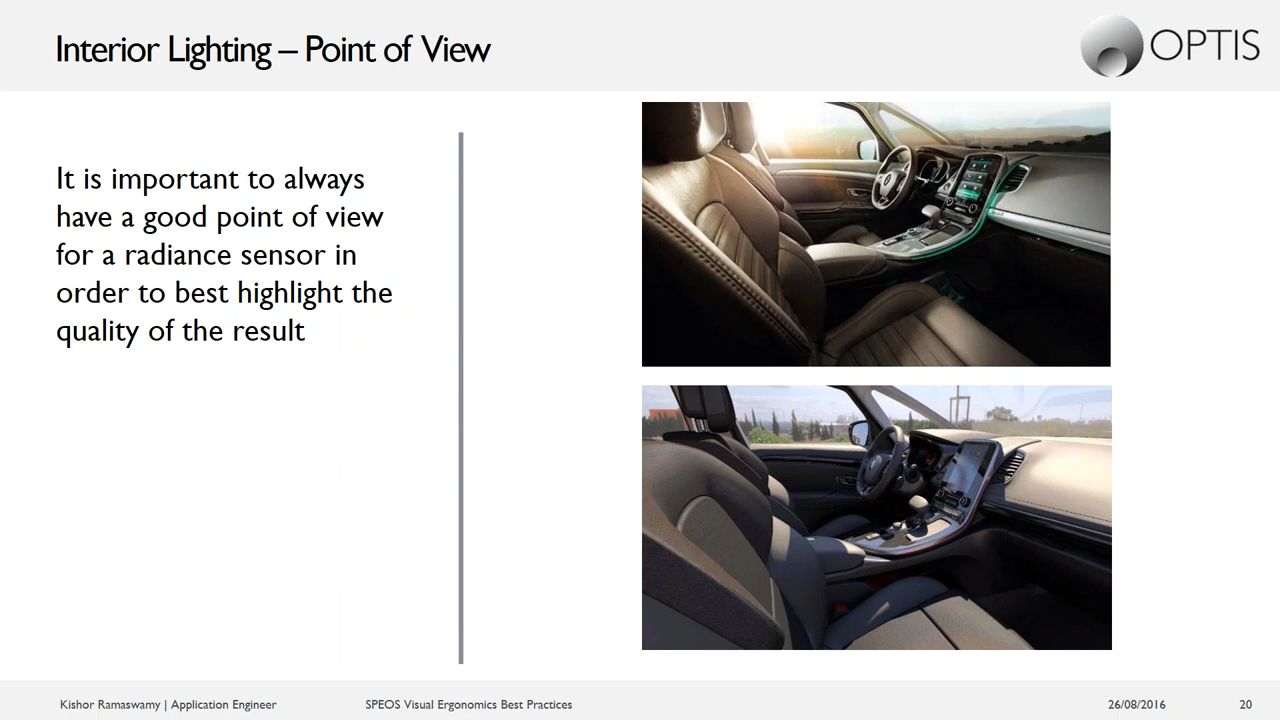 Interior Lighting – Point of View
OPTIS
It is important to always
have a good point of view
for a radiance sensor in
order to best highlight the
quality of the result
Kishor Ramaswamy | Application Engineer
SPEOS Visual Ergonomics Best Practices
26/08/2016
20